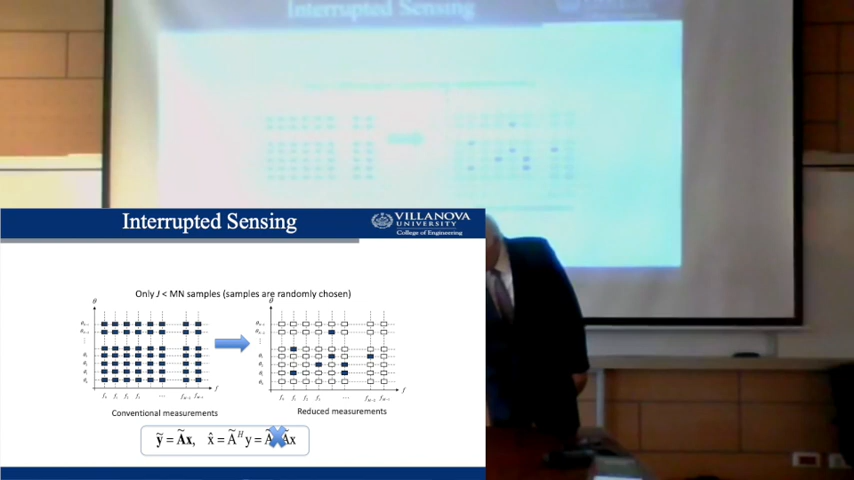 Interrupted Sensing
Interrupted Sensing
VILLANOVA
UNIVERSITY
College of Engineering
Only J < MN samples (samples are randomly chosen)
θ
θ
f
f
Conventional measurements
Reduced measurements
ỹ = Ãx, x̂ = Ã^H y =